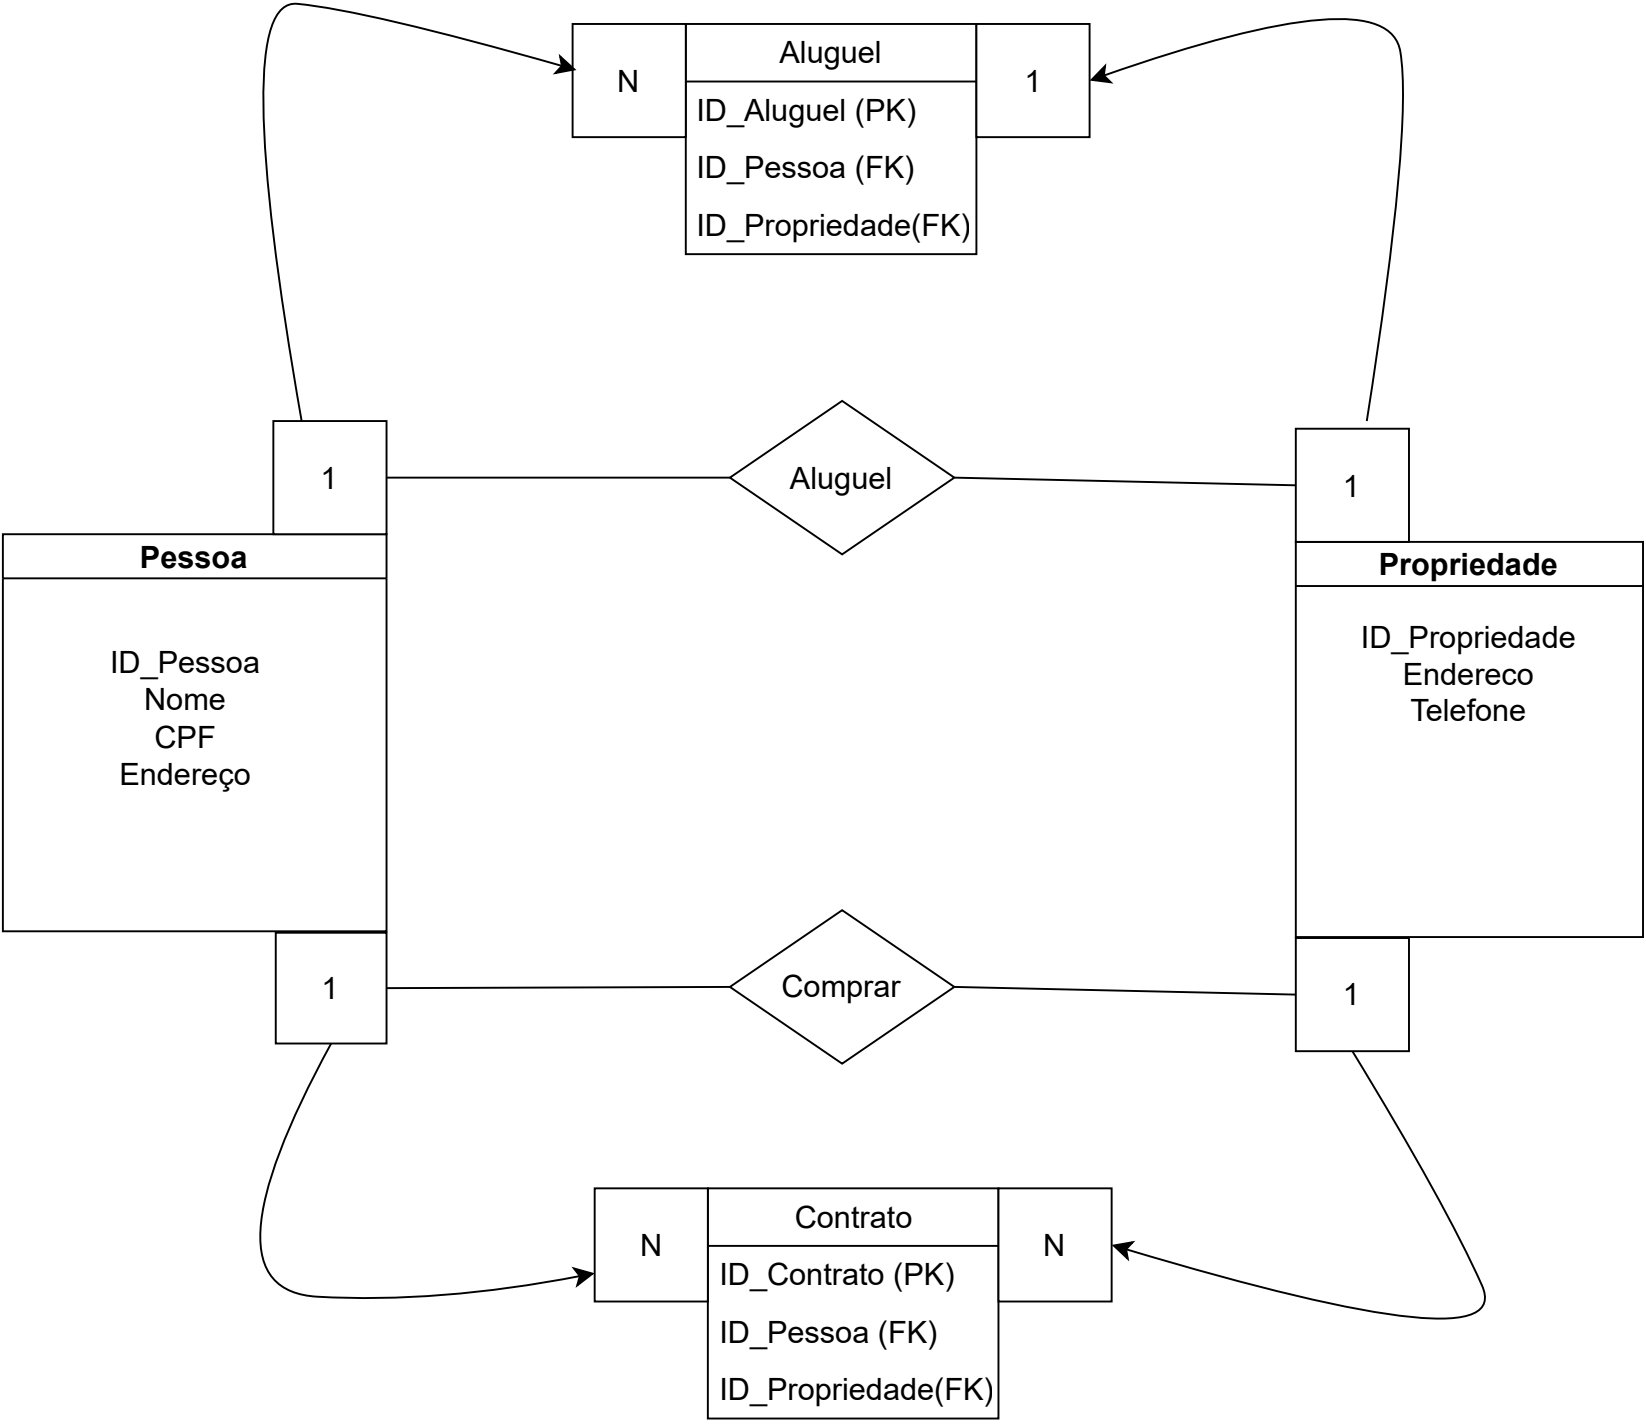 N
Aluguel
1
ID_Aluguel (PK)
ID_Pessoa (FK)
ID_Propriedade(FK)
1
Aluguel
1
Pessoa
ID_Pessoa
Nome
CPF
Endereço
Propriedade
ID_Propriedade
Endereco
Telefone
1
Comprar
1
N
Contrato
N
ID_Contrato (PK)
ID_Pessoa (FK)
ID_Propriedade(FK)